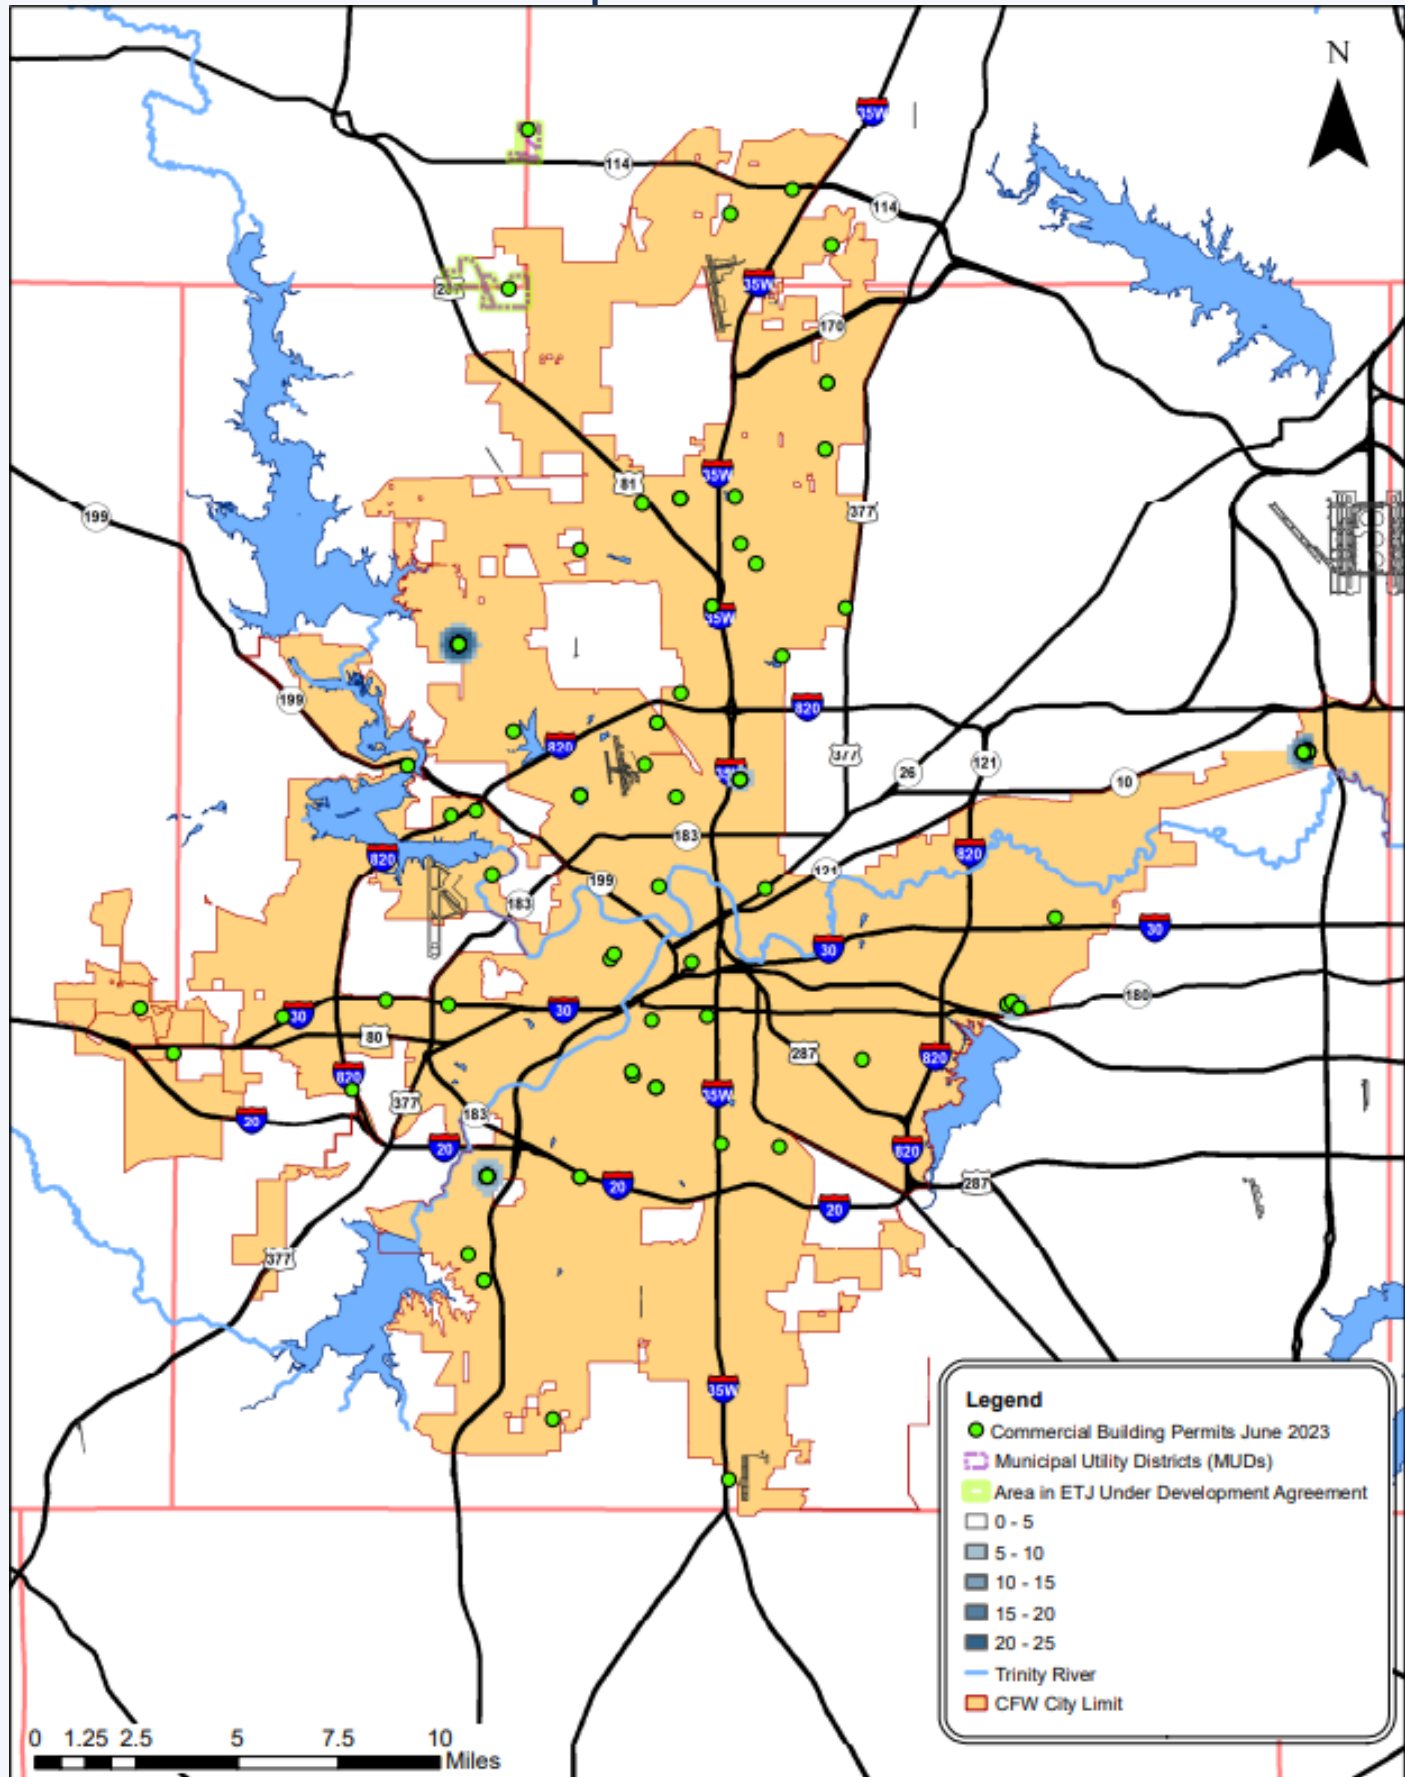 N
35W
114
114
287
35W
170
35W
81
377
199
35W
199
820
820
377
26
121
10
183
820
820
121
199
183
30
30
180
30
80
287
820
820
35W
377
183
20
20
820
20
287
20
377
35W
Legend
Commercial Building Permits June 2023
Municipal Utility Districts (MUDs)
Area in ETJ Under Development Agreement
0 - 5
5 - 10
10 - 15
15 - 20
20 - 25
Trinity River
CFW City Limit
0 1.25 2.5 5 7.5 10
Miles